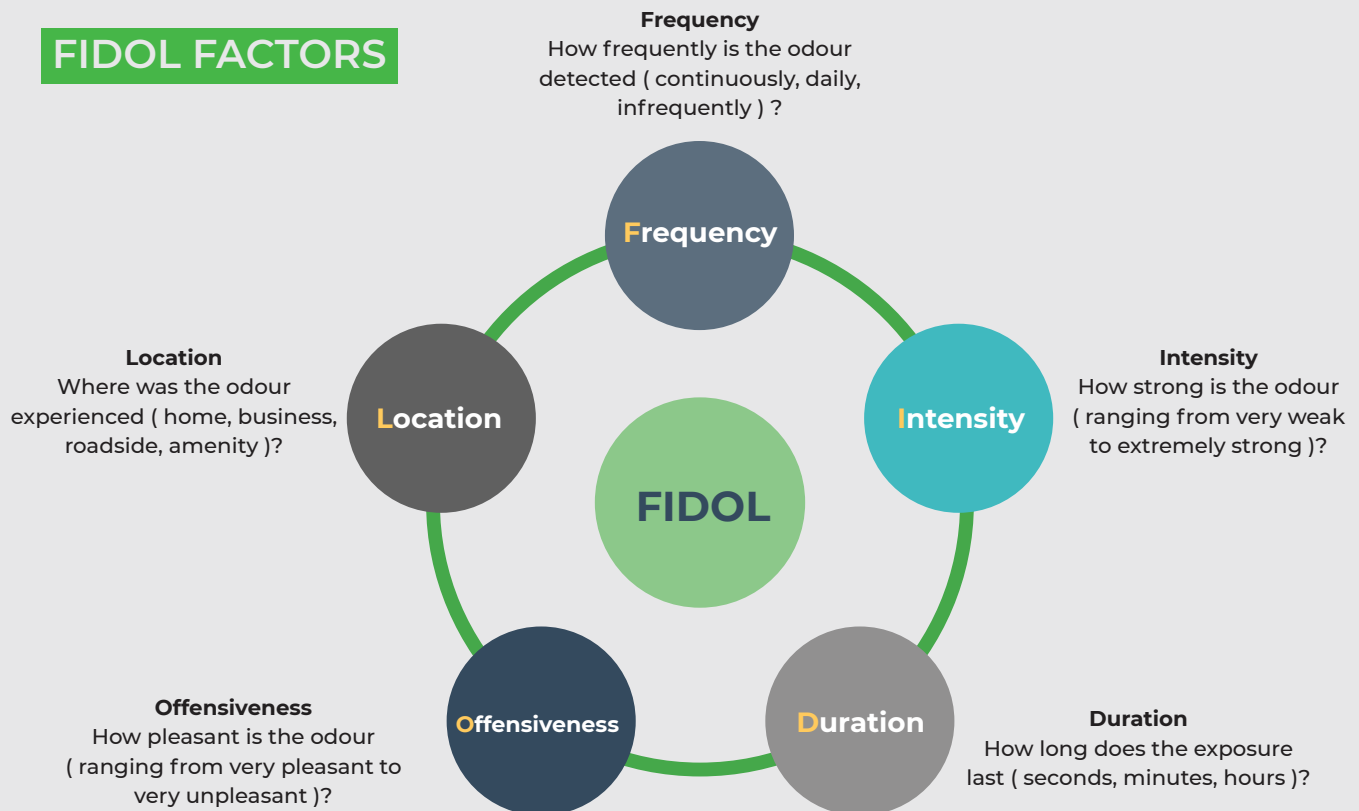 FIDOL FACTORS
Frequency
How frequently is the odour
detected ( continuously, daily,
infrequently ) ?
Frequency
Location
Where was the odour
experienced ( home, business,
roadside, amenity )?
Location
Intensity
Intensity
How strong is the odour
( ranging from very weak
to extremely strong )?
FIDOL
Offensiveness
How pleasant is the odour
( ranging from very pleasant to
very unpleasant )?
Offensiveness
Duration
Duration
How long does the exposure
last ( seconds, minutes, hours )?